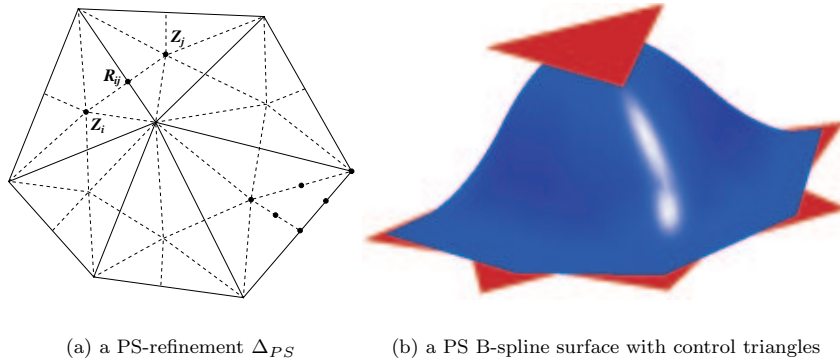 Z_j
R_ij
Z_i
(a) a PS-refinement Δ_PS
(b) a PS B-spline surface with control triangles